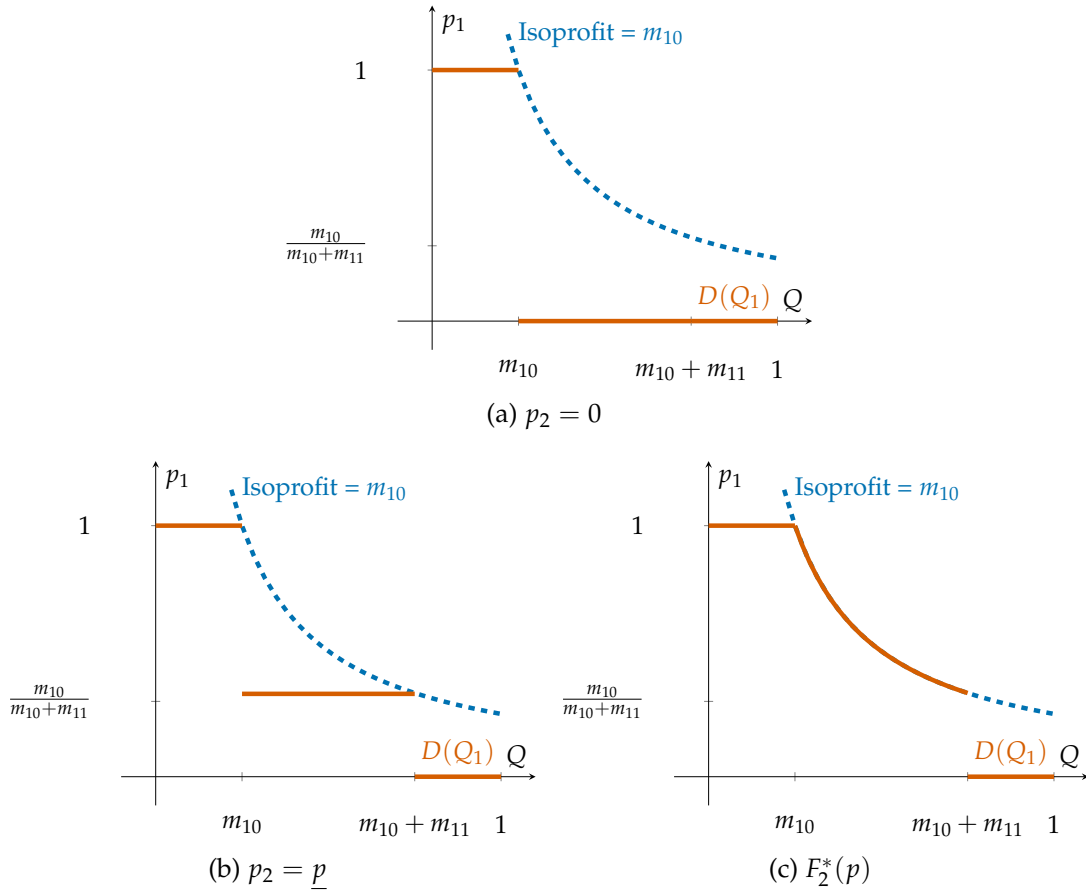 p₁
Isoprofit = m₁₀
1
m₁₀
m₁₀+m₁₁
D(Q₁) Q
m₁₀ m₁₀ + m₁₁ 1
(a) p₂ = 0
p₁
Isoprofit = m₁₀
1
m₁₀
m₁₀+m₁₁
D(Q₁) Q
m₁₀ m₁₀ + m₁₁ 1
(b) p₂ = p̲
p₁
Isoprofit = m₁₀
1
m₁₀
m₁₀+m₁₁
D(Q₁) Q
m₁₀ m₁₀ + m₁₁ 1
(c) F₂*(p)